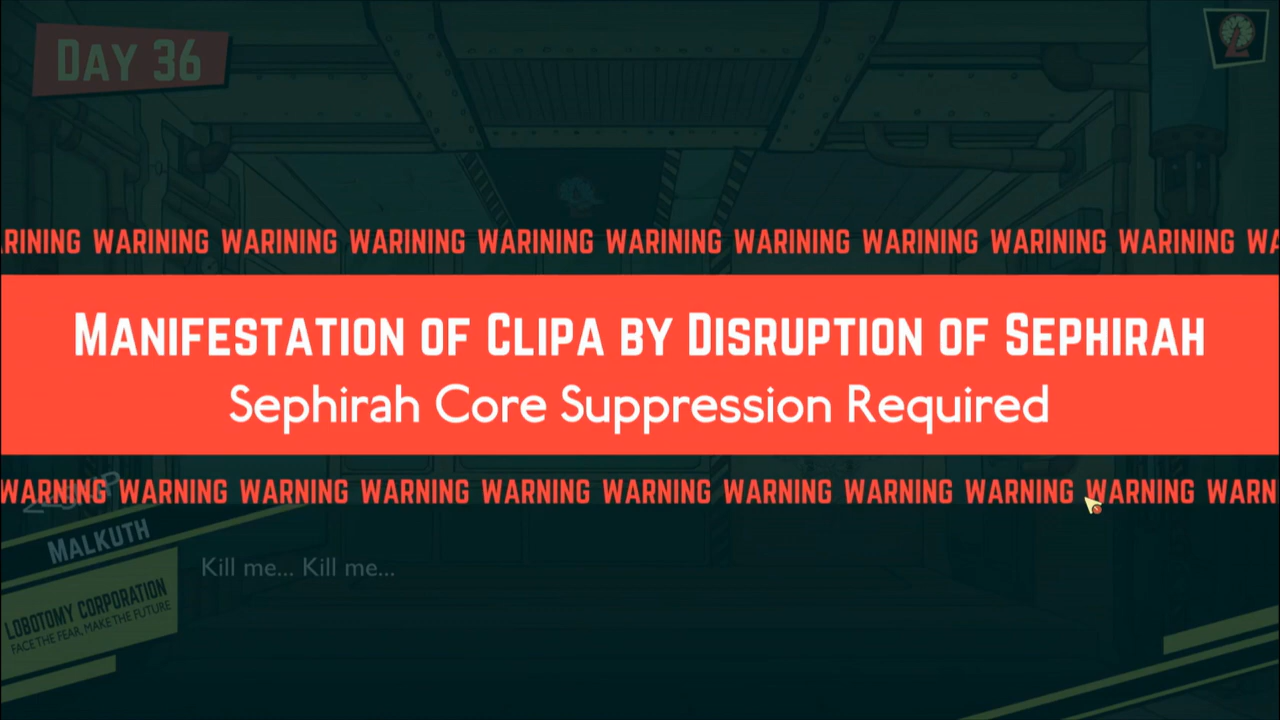 DAY 36
WARINING WARINING WARINING WARINING WARINING WARINING WARINING WARINING WARINING
MANIFESTATION OF CLIPA BY DISRUPTION OF SEPHIRAH
Sephirah Core Suppression Required
WARNING WARNING WARNING WARNING WARNING WARNING WARNING WARNING WARNING WARNING
MALKUTH
Kill me... Kill me...
LOBOTOMY CORPORATION
FACE THE FEAR, MAKE THE FUTURE